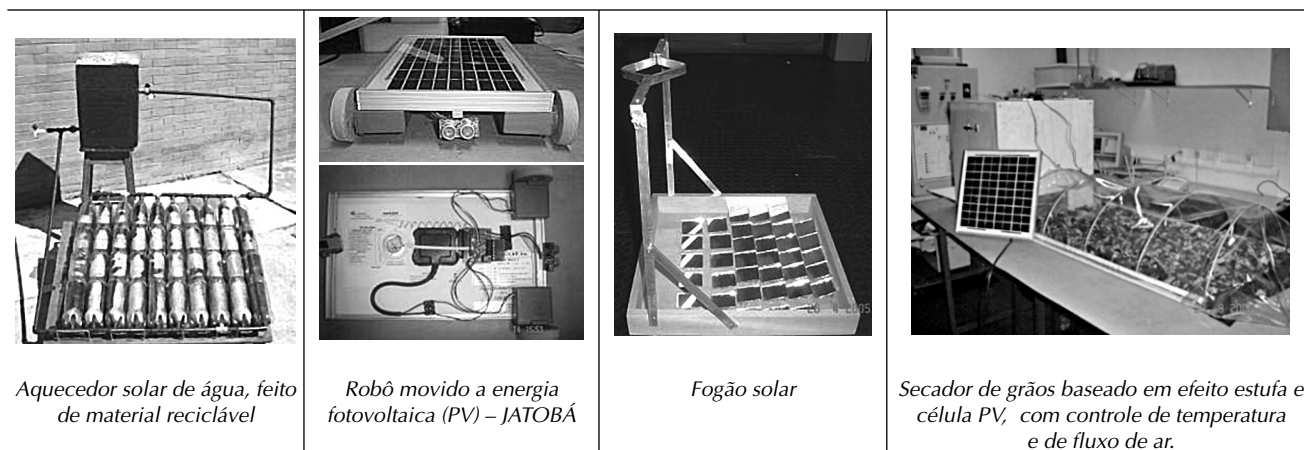 Aquecedor solar de água, feito
de material reciclável
Robô movido a energia
fotovoltaica (PV) – JATOBÁ
Fogão solar
Secador de grãos baseado em efeito estufa e
célula PV, com controle de temperatura
e de fluxo de ar.